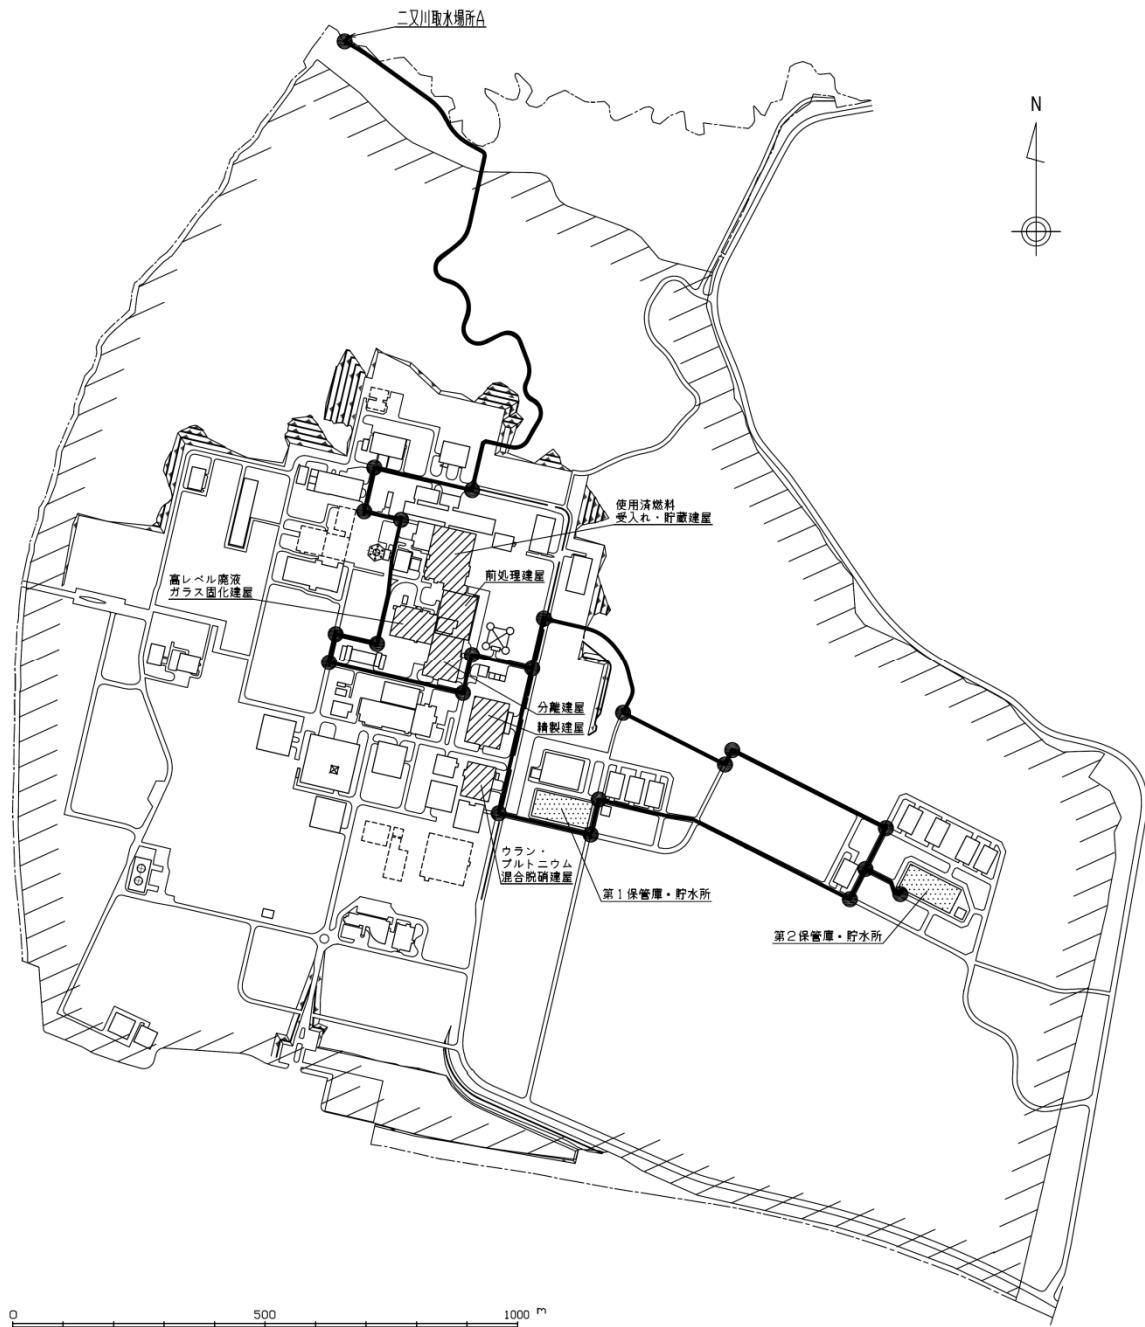 二又川取水場所A
N
使用済燃料
受入れ・貯蔵建屋
前処理建屋
高レベル廃液
ガラス固化建屋
分離建屋
精製建屋
ウラン・
プルトニウム
混合脱硝建屋
第1保管庫・貯水所
第2保管庫・貯水所
0 500 1000 m